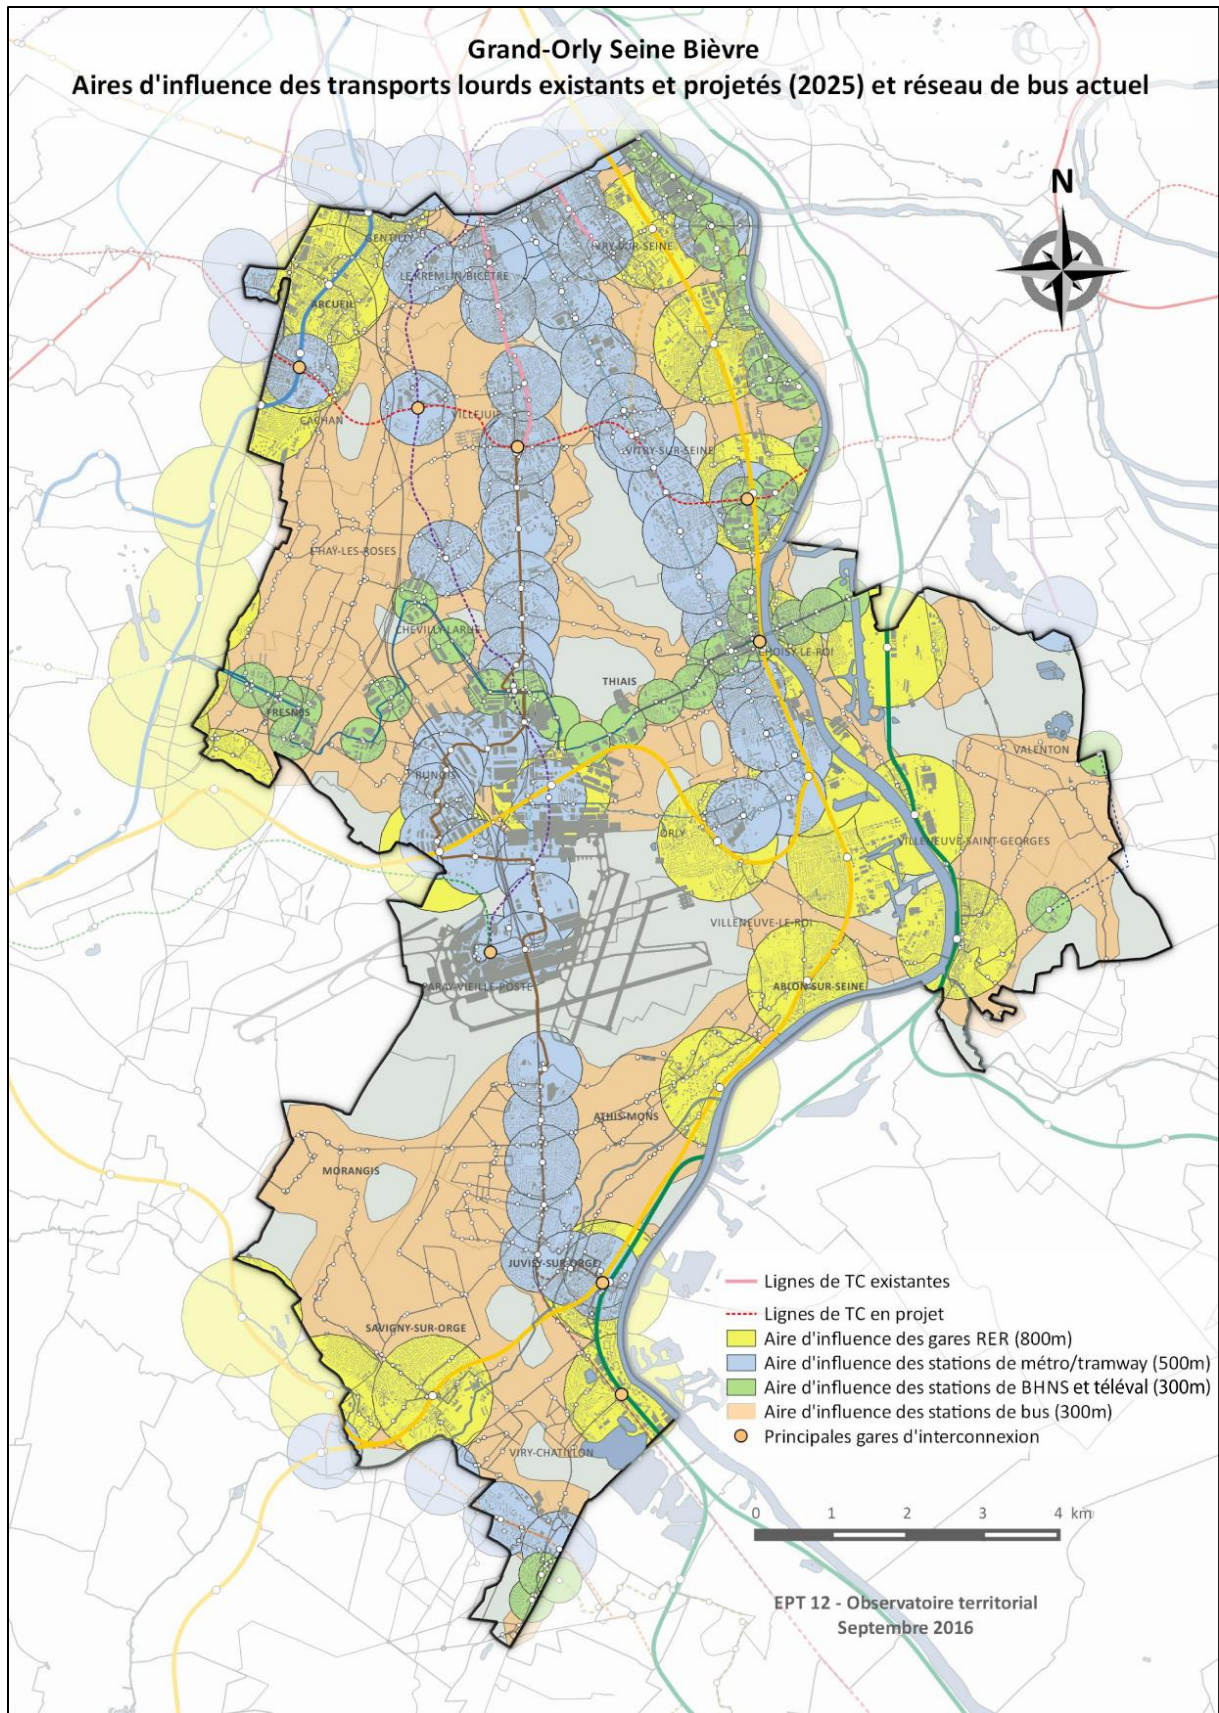 Grand-Orly Seine Bièvre
Aires d'influence des transports lourds existants et projetés (2025) et réseau de bus actuel
N
GENTILLY
IVRY-SUR-SEINE
LE KREMLIN-BICÊTRE
ARCUEIL
CACHAN
VILLEJUIF
VITRY-SUR-SEINE
L'HAŸ-LES-ROSES
CHEVILLY-LARUE
CHOISY-LE-ROI
THIAIS
FRESNES
VALENTON
RUNGIS
ORLY
VILLENEUVE-SAINT-GEORGES
VILLENEUVE-LE-ROI
PARAY-VIEILLE-POSTE
ABLON-SUR-SEINE
ATHIS-MONS
MORANGIS
JUVISY-SUR-ORGE
SAVIGNY-SUR-ORGE
VIRY-CHATILLON
Lignes de TC existantes
Lignes de TC en projet
Aire d'influence des gares RER (800m)
Aire d'influence des stations de métro/tramway (500m)
Aire d'influence des stations de BHNS et téléval (300m)
Aire d'influence des stations de bus (300m)
Principales gares d'interconnexion
0 1 2 3 4 km
EPT 12 - Observatoire territorial
Septembre 2016